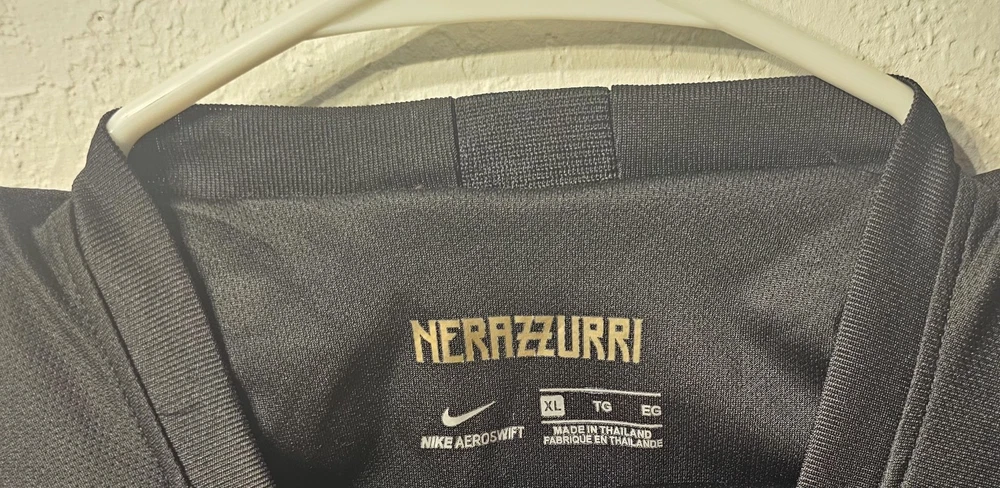 NERAZZURRI
XL TG EG
NIKE AEROSWIFT
MADE IN THAILAND
FABRIQUÉ EN THAILANDE